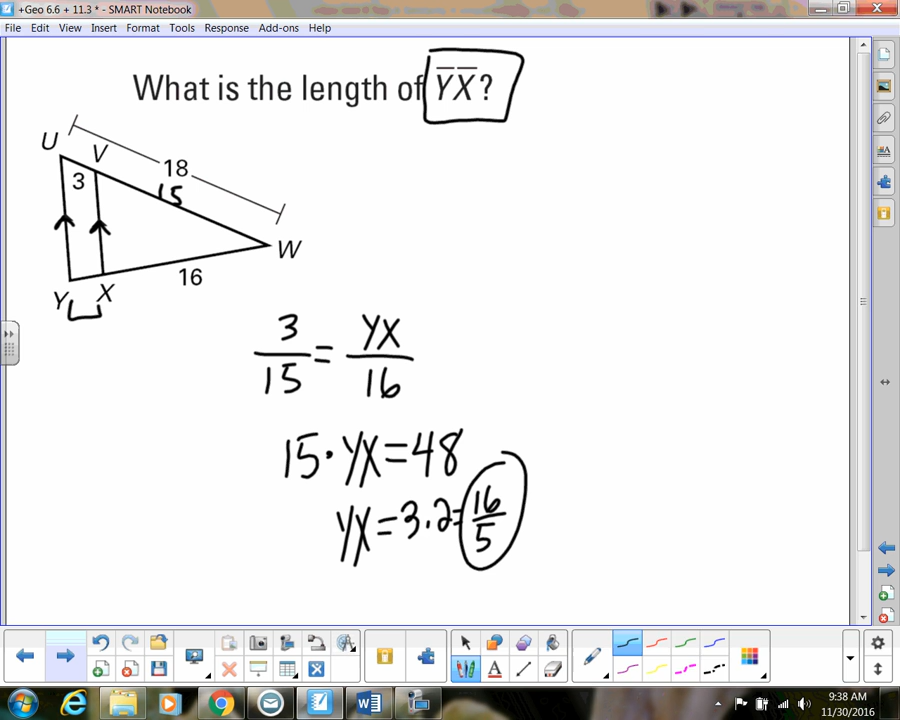 +Geo 6.6 + 11.3 * - SMART Notebook
File Edit View Insert Format Tools Response Add-ons Help
What is the length of YX?
U
V
18
3
15
W
16
Y
X
3/15 = YX/16
15 · YX = 48
YX = 3.2 = 16/5
9:38 AM
11/30/2016